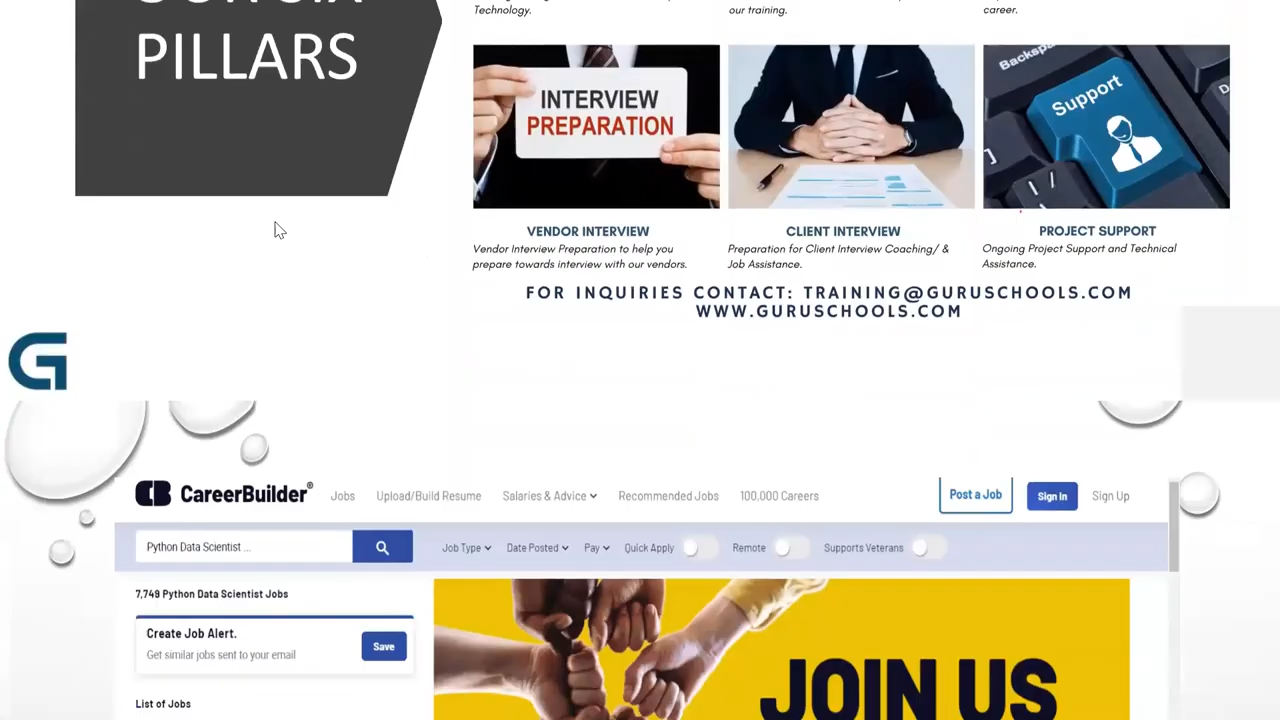 PILLARS
Technology.
our training.
career.
INTERVIEW
PREPARATION
Backspa
Support
VENDOR INTERVIEW
Vendor Interview Preparation to help you
prepare towards interview with our vendors.
CLIENT INTERVIEW
Preparation for Client Interview Coaching/ &
Job Assistance.
PROJECT SUPPORT
Ongoing Project Support and Technical
Assistance.
FOR INQUIRIES CONTACT: TRAINING@GURUSCHOOLS.COM
WWW.GURUSCHOOLS.COM
CareerBuilder®
Jobs
Upload/Build Resume
Salaries & Advice
Recommended Jobs
100,000 Careers
Post a Job
Sign In
Sign Up
Python Data Scientist ...
Job Type
Date Posted
Pay
Quick Apply
Remote
Supports Veterans
7,749 Python Data Scientist Jobs
Create Job Alert.
Get similar jobs sent to your email
Save
List of Jobs
JOIN US